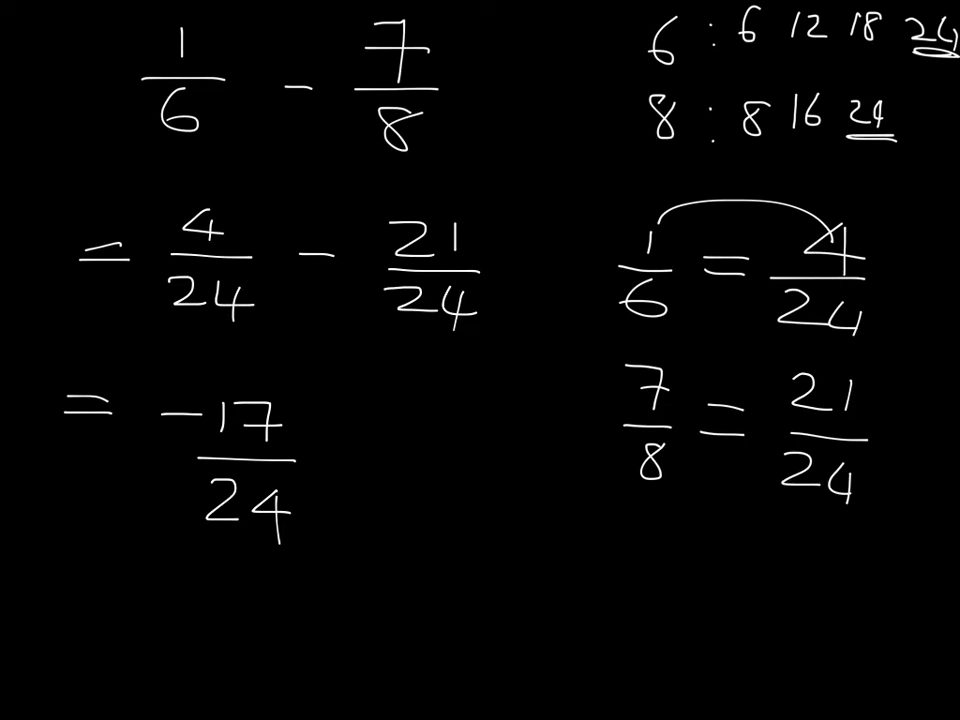 1/6 - 7/8
6 : 6 12 18 24
8 : 8 16 24
= 4/24 - 21/24
1/6 = 4/24
= -17/24
7/8 = 21/24